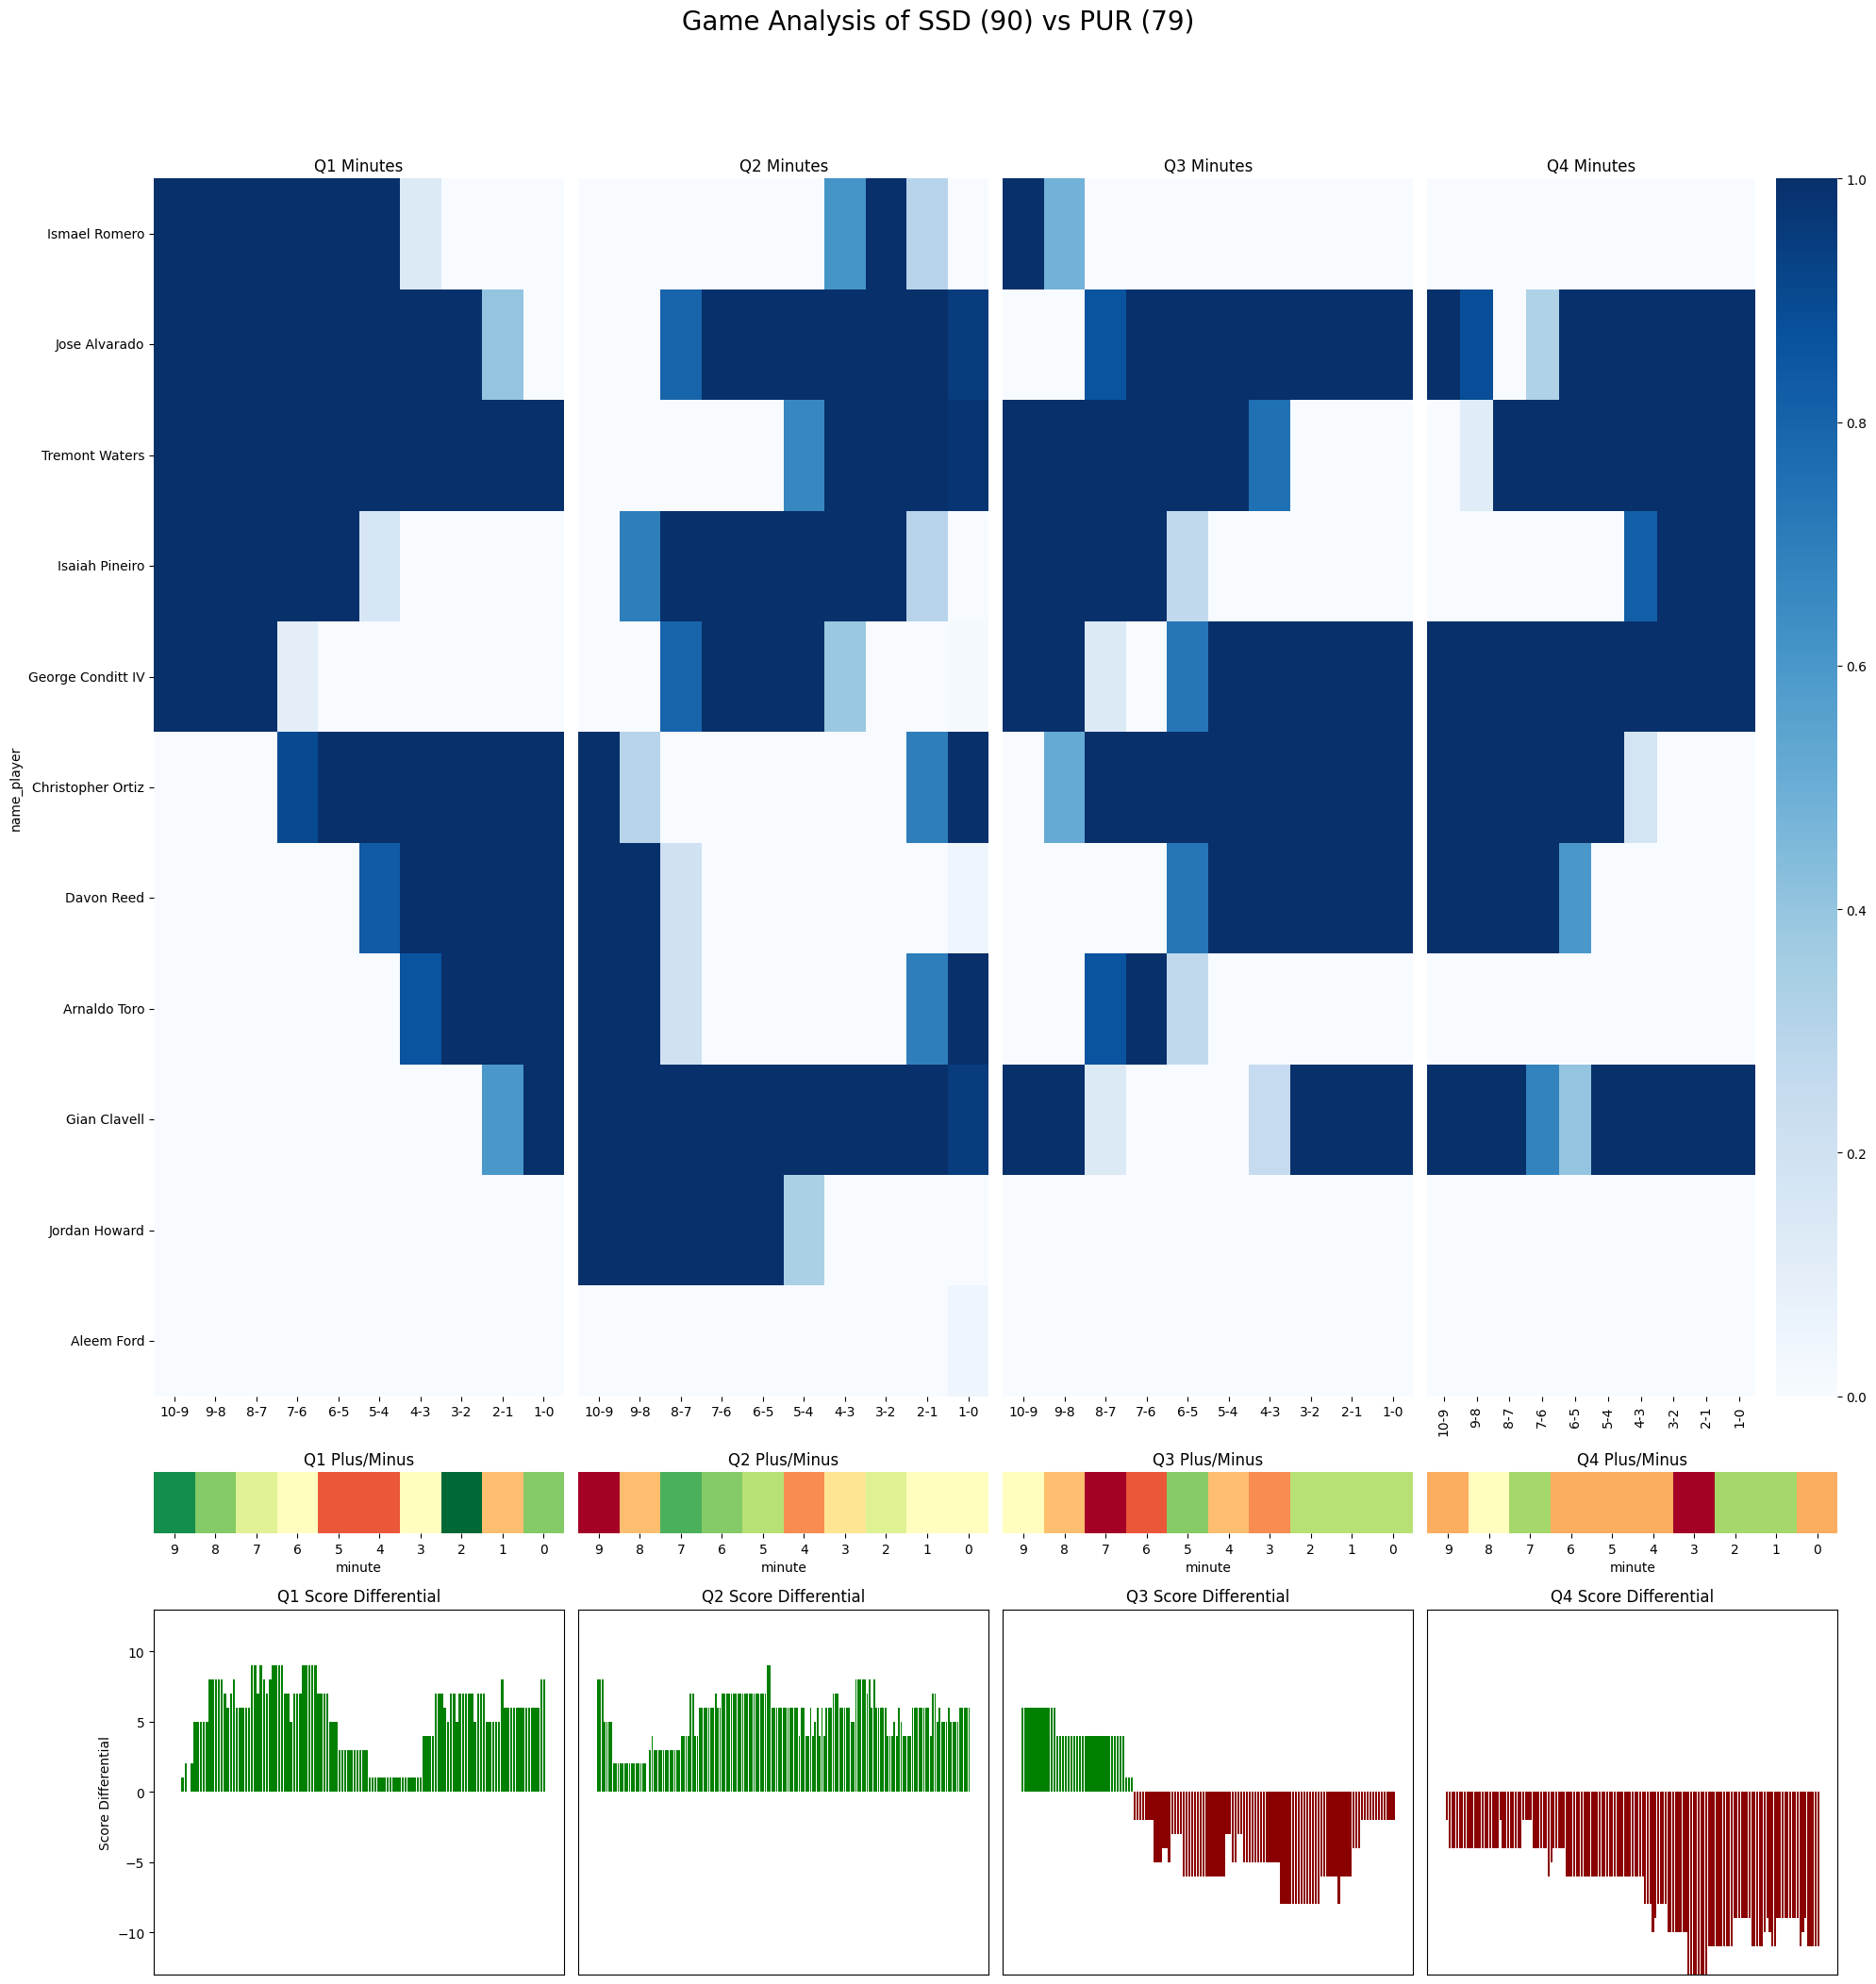 Game Analysis of SSD (90) vs PUR (79)
Q1 Minutes Q2 Minutes Q3 Minutes Q4 Minutes
name_player
Ismael Romero
Jose Alvarado
Tremont Waters
Isaiah Pineiro
George Conditt IV
Christopher Ortiz
Davon Reed
Arnaldo Toro
Gian Clavell
Jordan Howard
Aleem Ford
1.0
0.8
0.6
0.4
0.2
0.0
10-9 9-8 8-7 7-6 6-5 5-4 4-3 3-2 2-1 1-0
10-9 9-8 8-7 7-6 6-5 5-4 4-3 3-2 2-1 1-0
10-9 9-8 8-7 7-6 6-5 5-4 4-3 3-2 2-1 1-0
10-9 9-8 8-7 7-6 6-5 5-4 4-3 3-2 2-1 1-0
Q1 Plus/Minus Q2 Plus/Minus Q3 Plus/Minus Q4 Plus/Minus
9 8 7 6 5 4 3 2 1 0
9 8 7 6 5 4 3 2 1 0
9 8 7 6 5 4 3 2 1 0
9 8 7 6 5 4 3 2 1 0
minute minute minute minute
Q1 Score Differential Q2 Score Differential Q3 Score Differential Q4 Score Differential
Score Differential
10
5
0
−5
−10